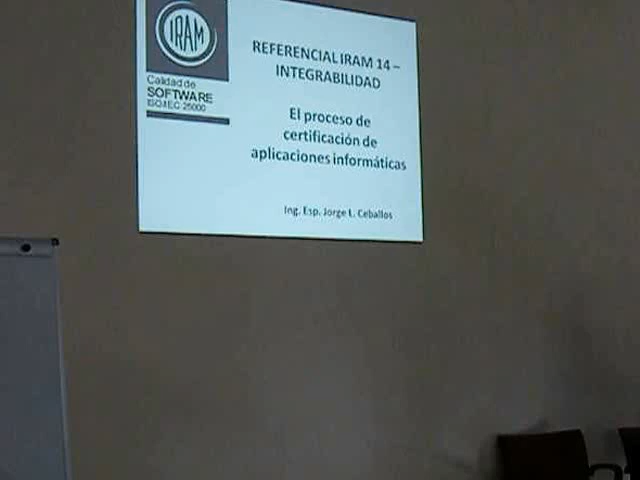 IRAM
Calidad de
SOFTWARE
ISO/IEC 25000
REFERENCIAL IRAM 14 –
INTEGRABILIDAD
El proceso de
certificación de
aplicaciones informáticas
Ing. Esp. Jorge L. Ceballos